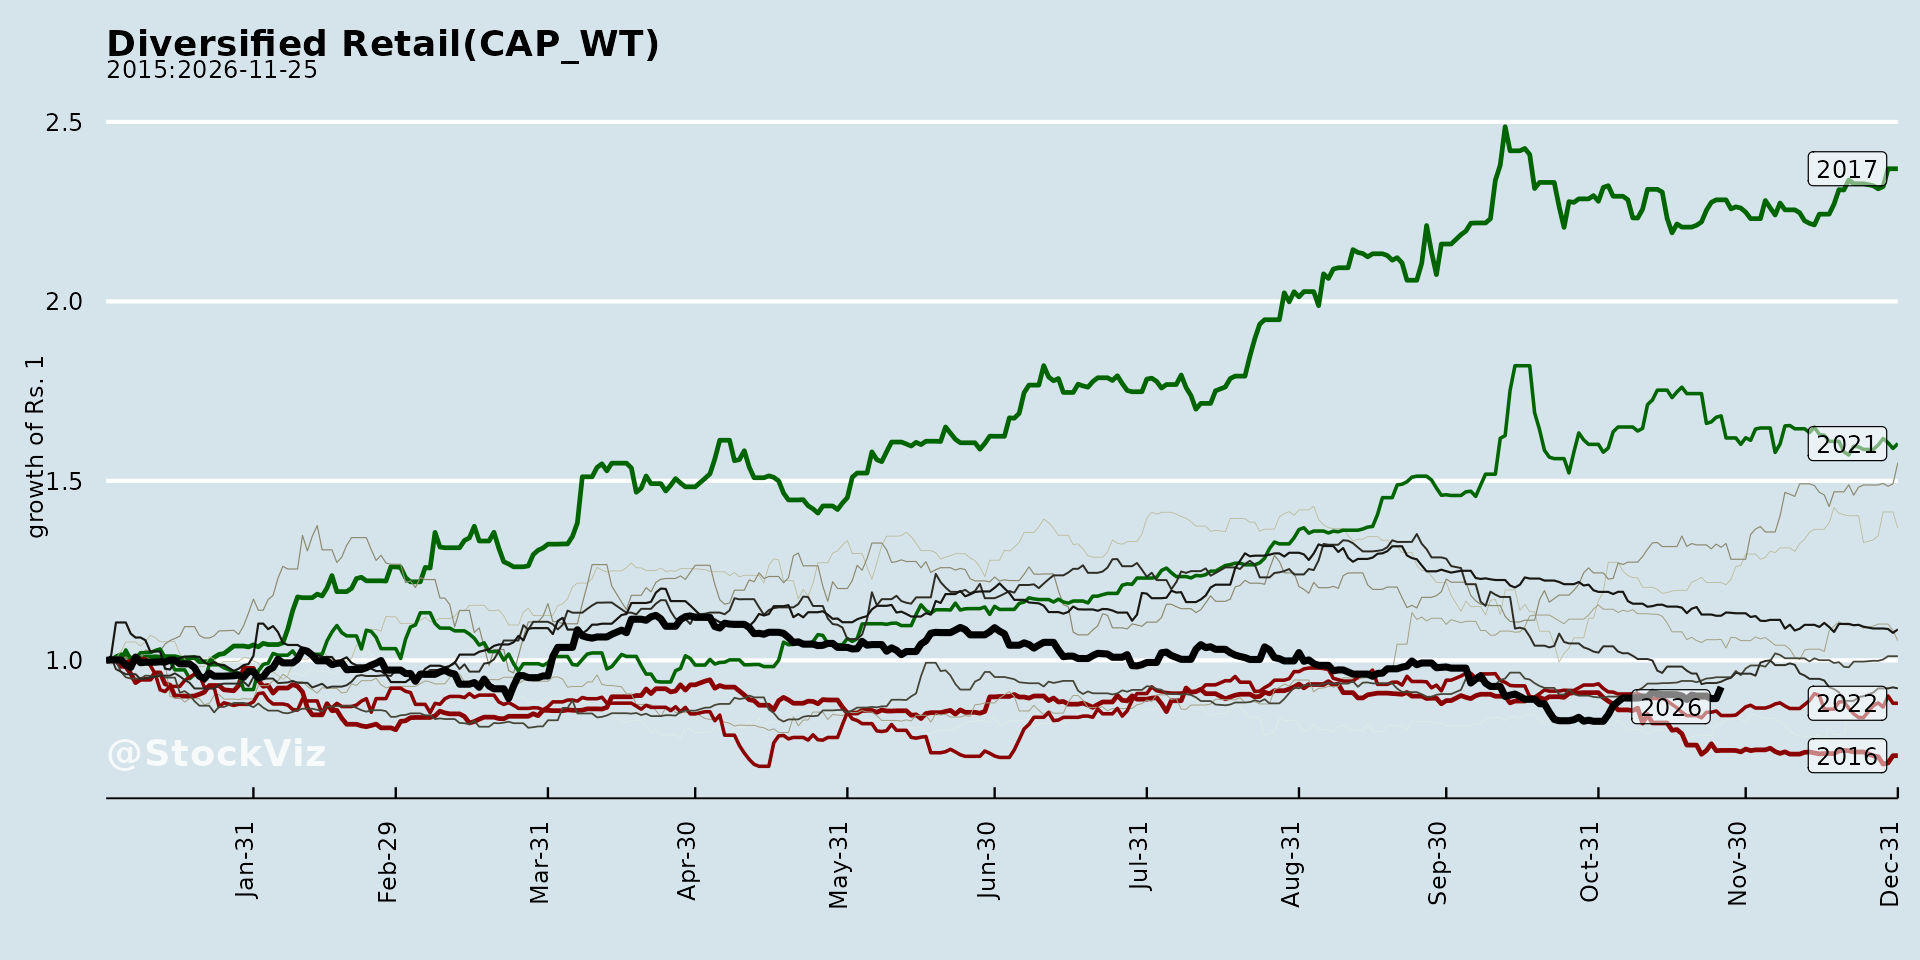 Diversified Retail(CAP_WT)
2015:2026-11-25
growth of Rs. 1
2.5
2.0
1.5
1.0
2017
2021
2026
2022
2016
@StockViz
Jan-31
Feb-29
Mar-31
Apr-30
May-31
Jun-30
Jul-31
Aug-31
Sep-30
Oct-31
Nov-30
Dec-31